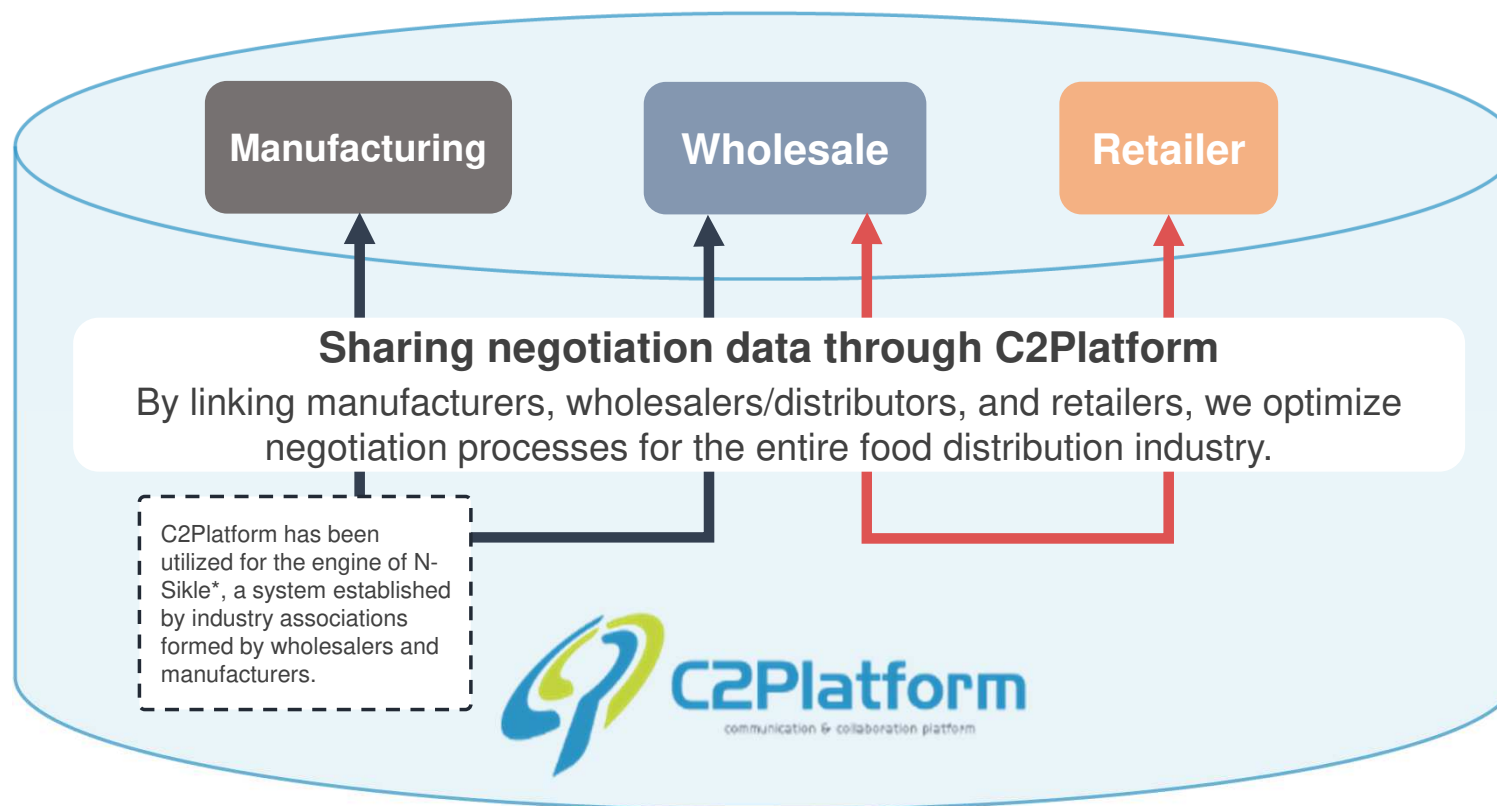 Manufacturing
Wholesale
Retailer
Sharing negotiation data through C2Platform
By linking manufacturers, wholesalers/distributors, and retailers, we optimize
negotiation processes for the entire food distribution industry.
C2Platform has been
utilized for the engine of N-
Sikle*, a system established
by industry associations
formed by wholesalers and
manufacturers.
C2Platform
communication & collaboration platform